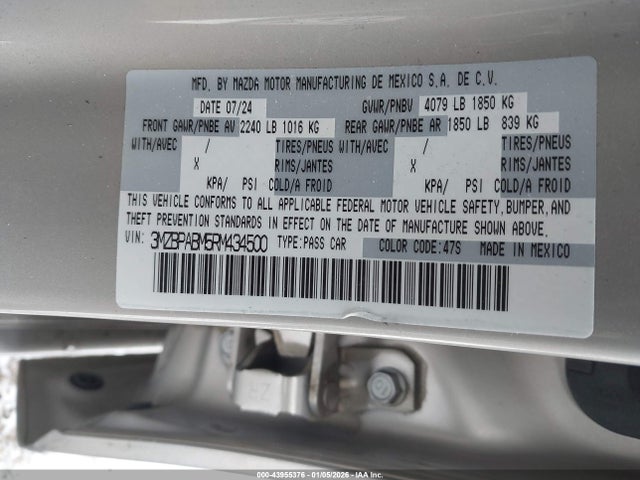 MFD. BY MAZDA MOTOR MANUFACTURING DE MEXICO S.A. DE C.V.
DATE 07/24 GVWR/PNBV 4079 LB 1850 KG
FRONT GAWR/PNBE AV 2240 LB 1016 KG REAR GAWR/PNBE AR 1850 LB 839 KG
WITH/AVEC / TIRES/PNEUS WITH/AVEC / TIRES/PNEUS
X RIMS/JANTES X RIMS/JANTES
KPA/ PSI COLD/A FROID KPA/ PSI COLD/A FROID
THIS VEHICLE CONFORMS TO ALL APPLICABLE FEDERAL MOTOR VEHICLE SAFETY, BUMPER, AND
THEFT PREVENTION STANDARDS IN EFFECT ON THE DATE OF MANUFACTURE SHOWN ABOVE.
VIN: 3MZBPABM6RM434500 TYPE:PASS CAR COLOR CODE:47S MADE IN MEXICO
000-43955376 - 01/05/2026 - IAAI.com